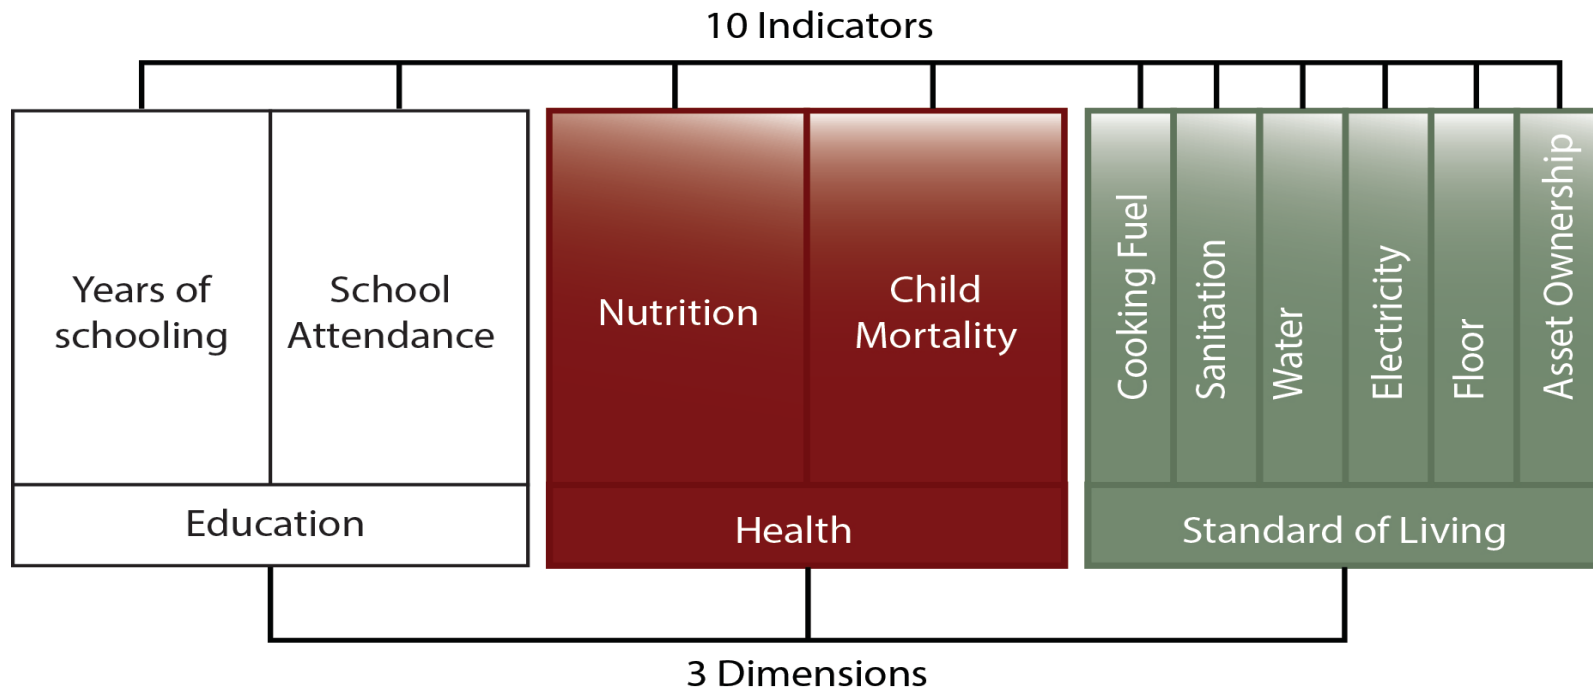 10 Indicators
Years of
schooling
School
Attendance
Nutrition
Child
Mortality
Cooking Fuel
Sanitation
Water
Electricity
Floor
Asset Ownership
Education
Health
Standard of Living
3 Dimensions